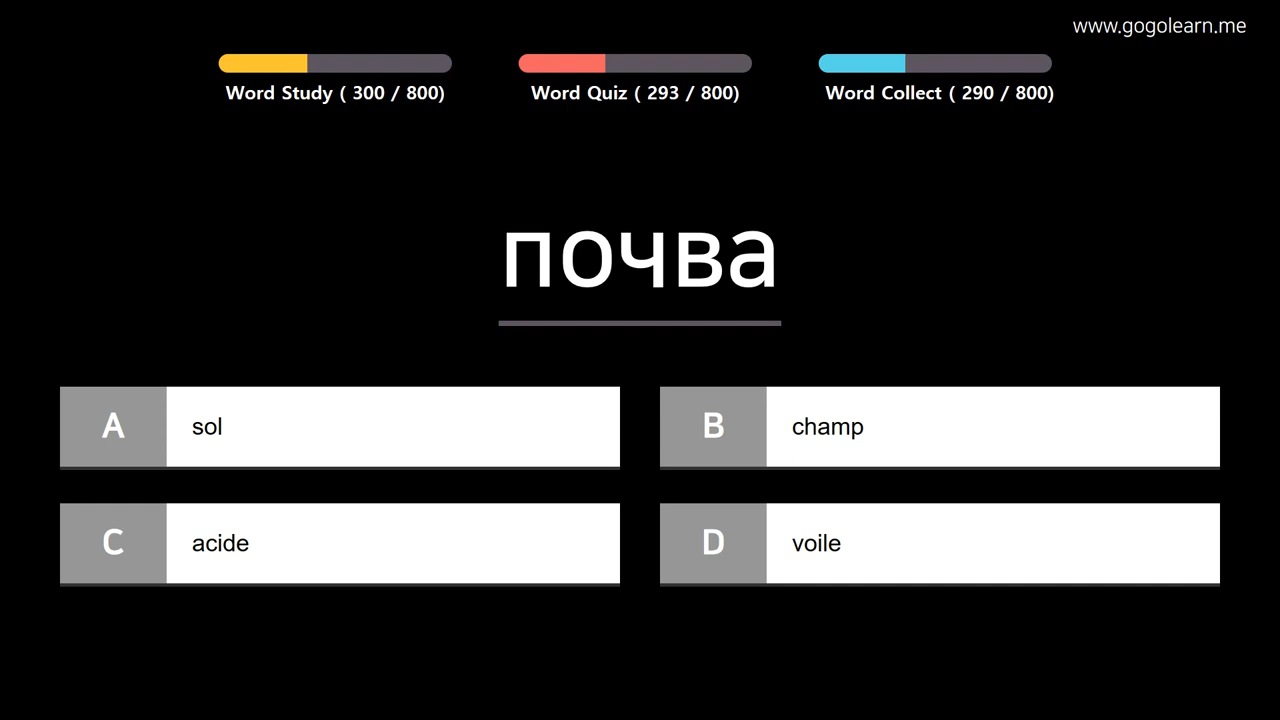 www.gogolearn.me
Word Study ( 300 / 800)
Word Quiz ( 293 / 800)
Word Collect ( 290 / 800)
почва
A sol
B champ
C acide
D voile